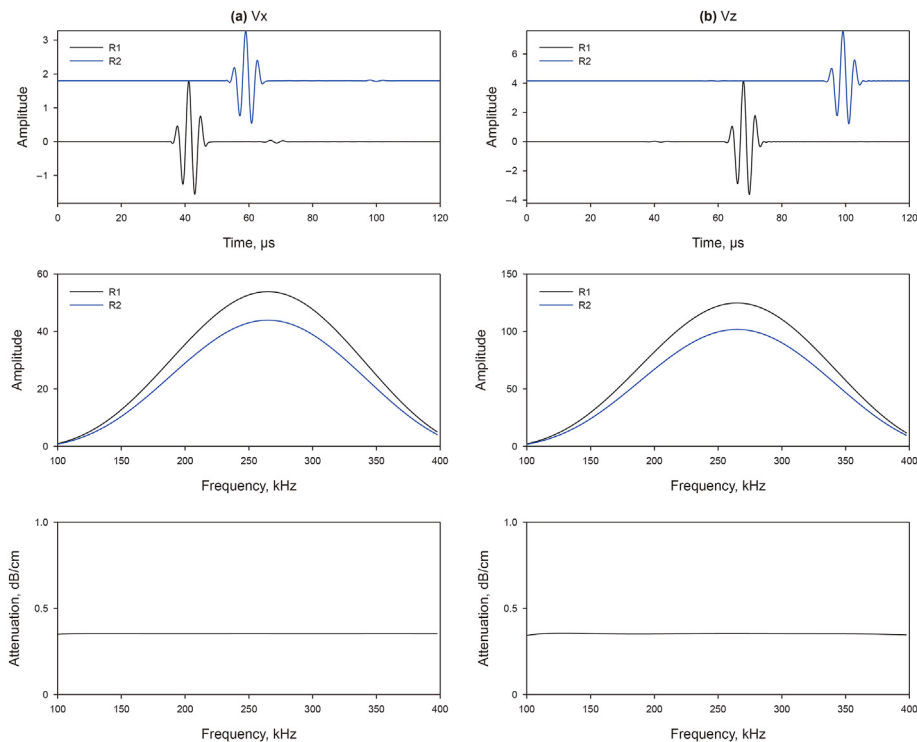 (a) Vx
R1
R2
Amplitude
3
2
1
0
–1
0 20 40 60 80 100 120
Time, µs
(b) Vz
R1
R2
Amplitude
6
4
2
0
–2
–4
0 20 40 60 80 100 120
Time, µs
R1
R2
Amplitude
60
40
20
0
100 150 200 250 300 350 400
Frequency, kHz
R1
R2
Amplitude
150
100
50
0
100 150 200 250 300 350 400
Frequency, kHz
Attenuation, dB/cm
1.0
0.5
0
100 150 200 250 300 350 400
Frequency, kHz
Attenuation, dB/cm
1.0
0.5
0
100 150 200 250 300 350 400
Frequency, kHz